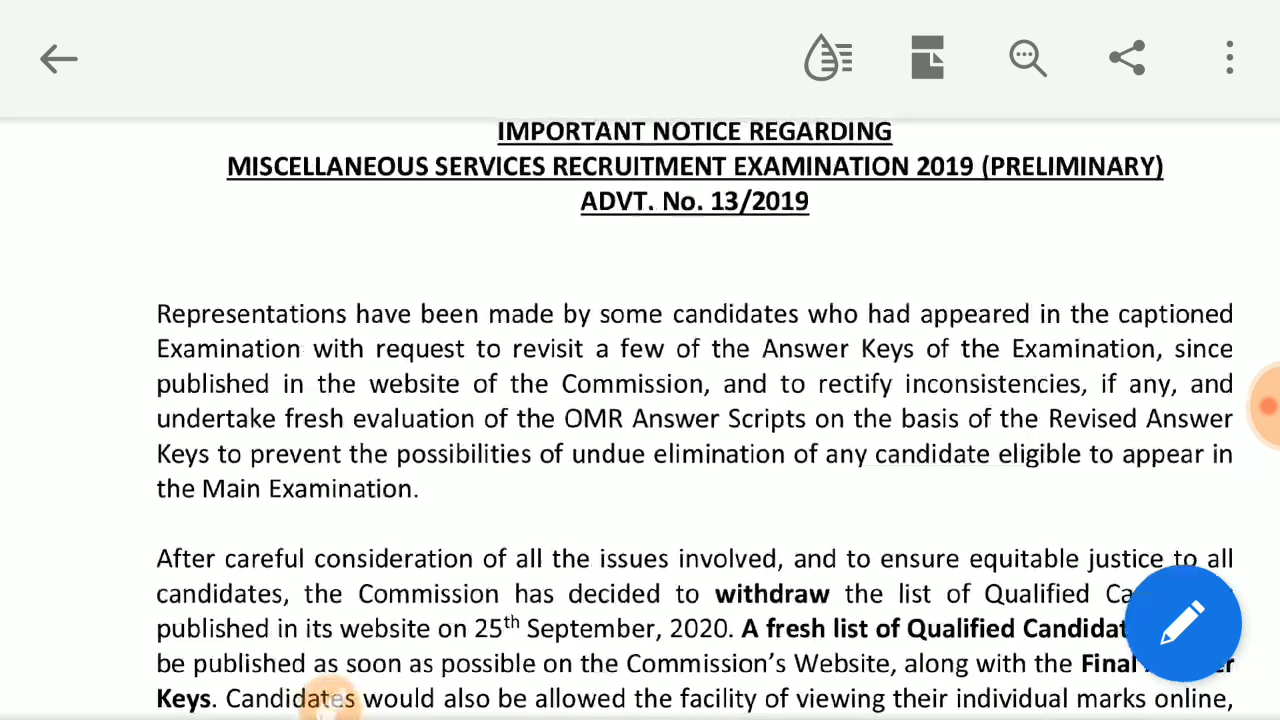 IMPORTANT NOTICE REGARDING
MISCELLANEOUS SERVICES RECRUITMENT EXAMINATION 2019 (PRELIMINARY)
ADVT. No. 13/2019
Representations have been made by some candidates who had appeared in the captioned
Examination with request to revisit a few of the Answer Keys of the Examination, since
published in the website of the Commission, and to rectify inconsistencies, if any, and
undertake fresh evaluation of the OMR Answer Scripts on the basis of the Revised Answer
Keys to prevent the possibilities of undue elimination of any candidate eligible to appear in
the Main Examination.
After careful consideration of all the issues involved, and to ensure equitable justice to all
candidates, the Commission has decided to withdraw the list of Qualified
published in its website on 25th September, 2020. A fresh list of Qualified
be published as soon as possible on the Commission's Website, along with the Final
Keys. Candidates would also be allowed the facility of viewing their individual marks online,